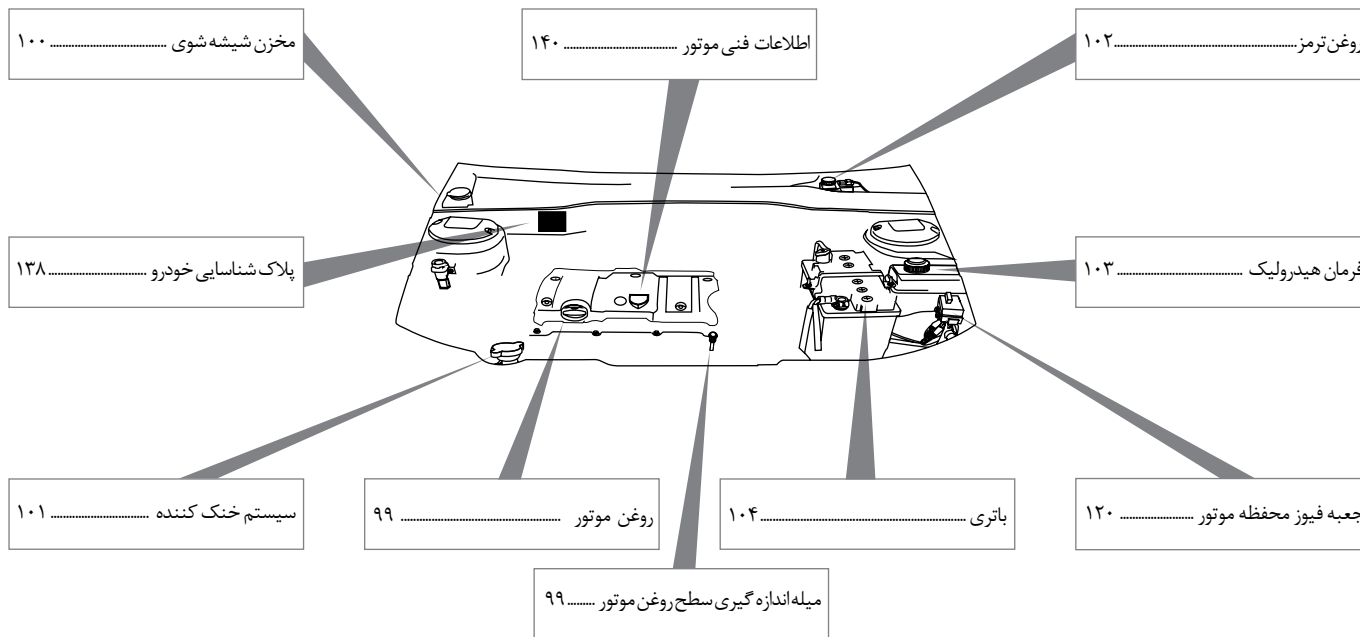 روغن ترمز ........ ۱۰۲
اطلاعات فنی موتور ........ ۱۴۰
مخزن شیشه شوی ........ ۱۰۰
فرمان هیدرولیک ........ ۱۰۳
پلاک شناسایی خودرو ........ ۱۳۸
جعبه فیوز محفظه موتور ........ ۱۲۰
باتری ........ ۱۰۴
روغن موتور ........ ۹۹
سیستم خنک کننده ........ ۱۰۱
میله اندازه گیری سطح روغن موتور ........ ۹۹